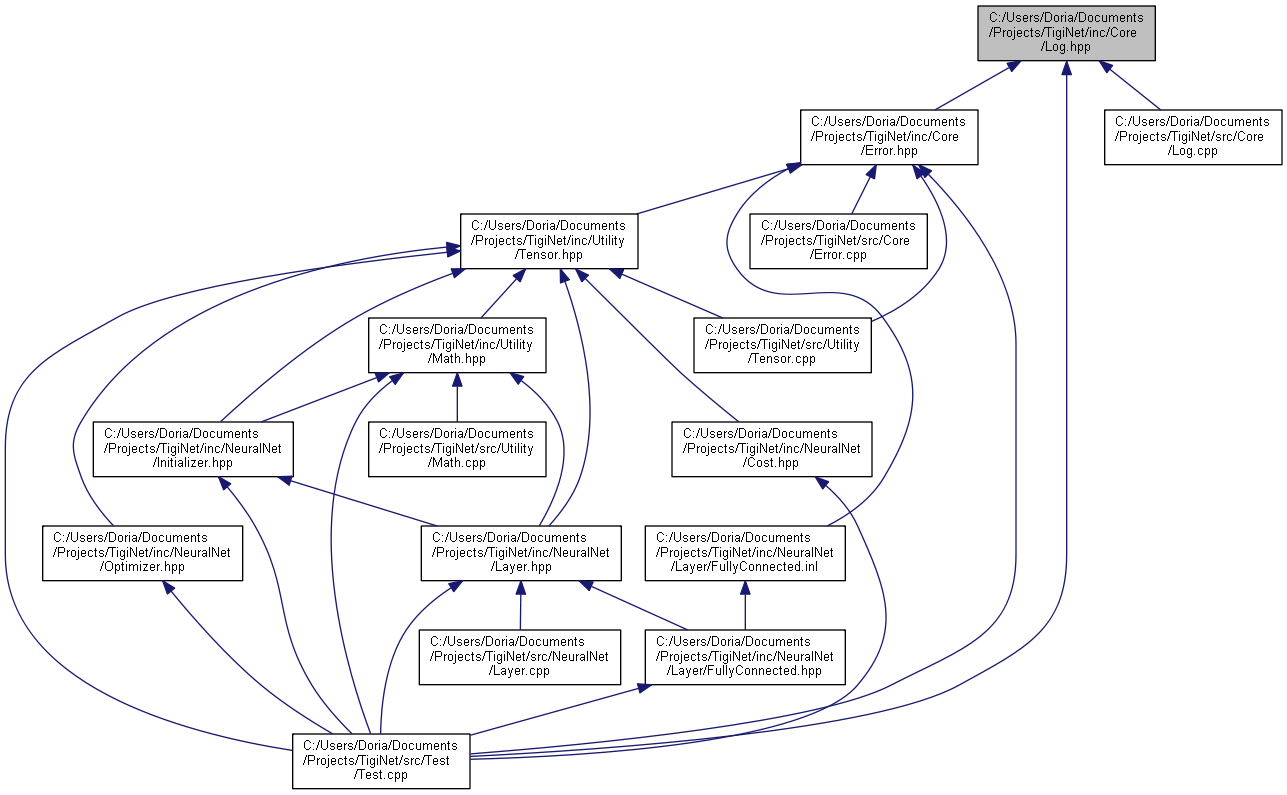 C:/Users/Doria/Documents
/Projects/TigiNet/inc/Core
/Log.hpp
C:/Users/Doria/Documents
/Projects/TigiNet/inc/Core
/Error.hpp
C:/Users/Doria/Documents
/Projects/TigiNet/src/Core
/Log.cpp
C:/Users/Doria/Documents
/Projects/TigiNet/inc/Utility
/Tensor.hpp
C:/Users/Doria/Documents
/Projects/TigiNet/src/Core
/Error.cpp
C:/Users/Doria/Documents
/Projects/TigiNet/inc/Utility
/Math.hpp
C:/Users/Doria/Documents
/Projects/TigiNet/src/Utility
/Tensor.cpp
C:/Users/Doria/Documents
/Projects/TigiNet/inc/NeuralNet
/Initializer.hpp
C:/Users/Doria/Documents
/Projects/TigiNet/src/Utility
/Math.cpp
C:/Users/Doria/Documents
/Projects/TigiNet/inc/NeuralNet
/Cost.hpp
C:/Users/Doria/Documents
/Projects/TigiNet/inc/NeuralNet
/Optimizer.hpp
C:/Users/Doria/Documents
/Projects/TigiNet/inc/NeuralNet
/Layer.hpp
C:/Users/Doria/Documents
/Projects/TigiNet/inc/NeuralNet
/Layer/FullyConnected.inl
C:/Users/Doria/Documents
/Projects/TigiNet/src/NeuralNet
/Layer.cpp
C:/Users/Doria/Documents
/Projects/TigiNet/inc/NeuralNet
/Layer/FullyConnected.hpp
C:/Users/Doria/Documents
/Projects/TigiNet/src/Test
/Test.cpp